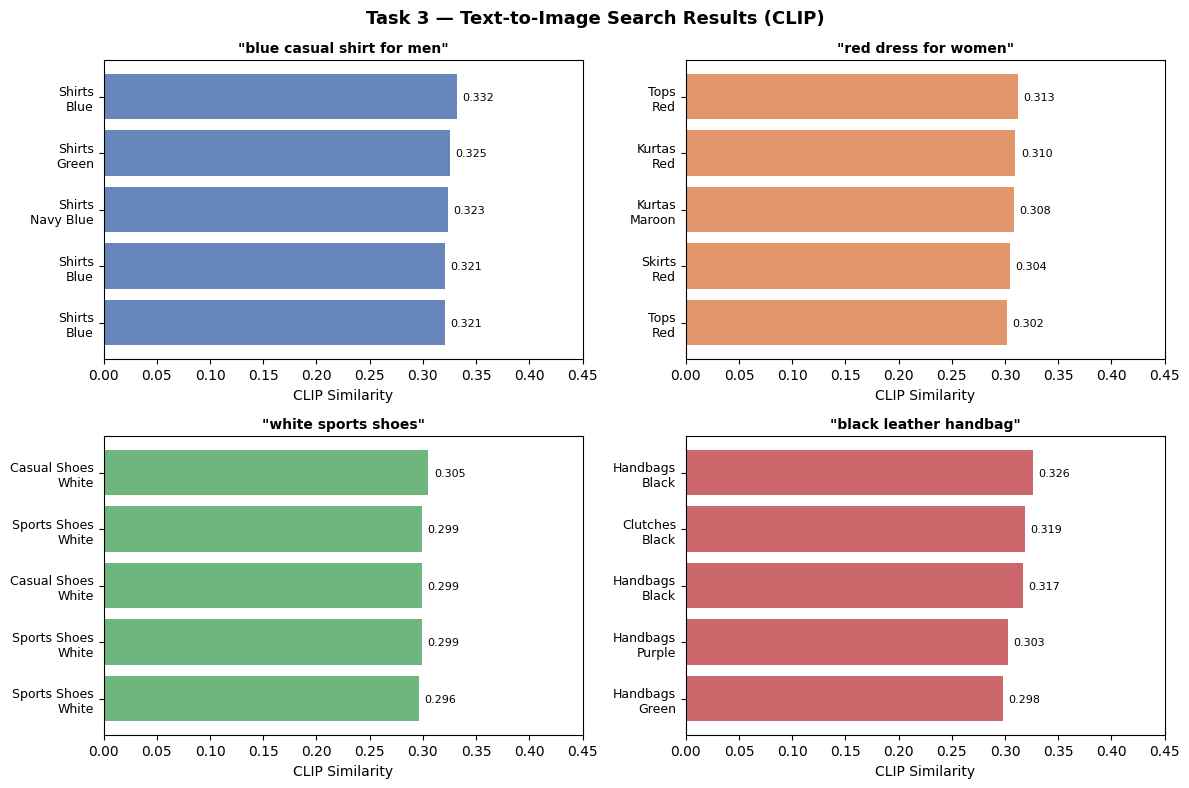 Task 3 — Text-to-Image Search Results (CLIP)
"blue casual shirt for men"
Shirts
Blue
0.332
Shirts
Green
0.325
Shirts
Navy Blue
0.323
Shirts
Blue
0.321
Shirts
Blue
0.321
0.00 0.05 0.10 0.15 0.20 0.25 0.30 0.35 0.40 0.45
CLIP Similarity
"red dress for women"
Tops
Red
0.313
Kurtas
Red
0.310
Kurtas
Maroon
0.308
Skirts
Red
0.304
Tops
Red
0.302
0.00 0.05 0.10 0.15 0.20 0.25 0.30 0.35 0.40 0.45
CLIP Similarity
"white sports shoes"
Casual Shoes
White
0.305
Sports Shoes
White
0.299
Casual Shoes
White
0.299
Sports Shoes
White
0.299
Sports Shoes
White
0.296
0.00 0.05 0.10 0.15 0.20 0.25 0.30 0.35 0.40 0.45
CLIP Similarity
"black leather handbag"
Handbags
Black
0.326
Clutches
Black
0.319
Handbags
Black
0.317
Handbags
Purple
0.303
Handbags
Green
0.298
0.00 0.05 0.10 0.15 0.20 0.25 0.30 0.35 0.40 0.45
CLIP Similarity